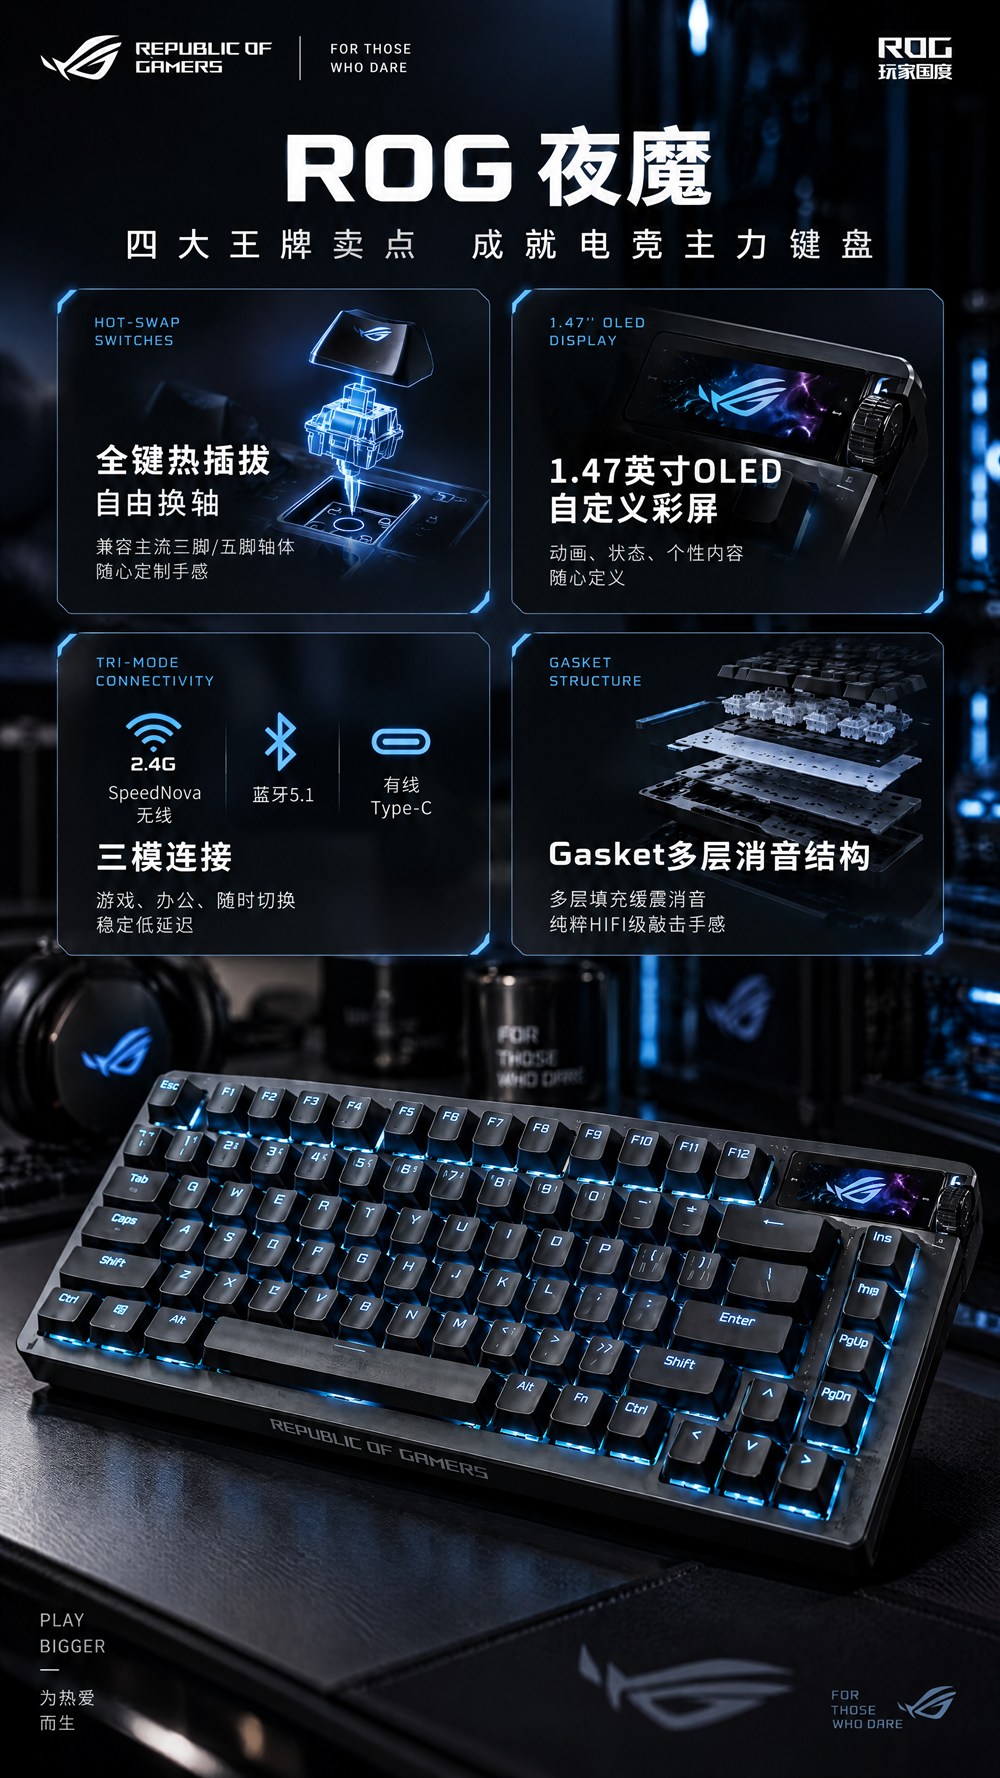 REPUBLIC OF
GAMERS
FOR THOSE
WHO DARE
ROG
玩家国度
ROG 夜魔
四大王牌卖点 成就电竞主力键盘
HOT-SWAP
SWITCHES
全键热插拔
自由换轴
兼容主流三脚/五脚轴体
随心定制手感
1.47'' OLED
DISPLAY
1.47英寸OLED
自定义彩屏
动画、状态、个性内容
随心定义
TRI-MODE
CONNECTIVITY
2.4G
SpeedNova
无线
蓝牙5.1
有线
Type-C
三模连接
游戏、办公、随时切换
稳定低延迟
GASKET
STRUCTURE
Gasket多层消音结构
多层填充缓震消音
纯粹HIFI级敲击手感
FOR
THOSE
WHO DARE
Esc F1 F2 F3 F4 F5 F6 F7 F8 F9 F10 F11 F12
Tab Q W E R T Y U I O P
Caps A S D F G H J K L Enter
Shift Z X C V B N M Shift
Ctrl Alt Alt Fn Ctrl
Ins
PgUp
PgDn
REPUBLIC OF GAMERS
PLAY
BIGGER
为热爱
而生
FOR
THOSE
WHO DARE